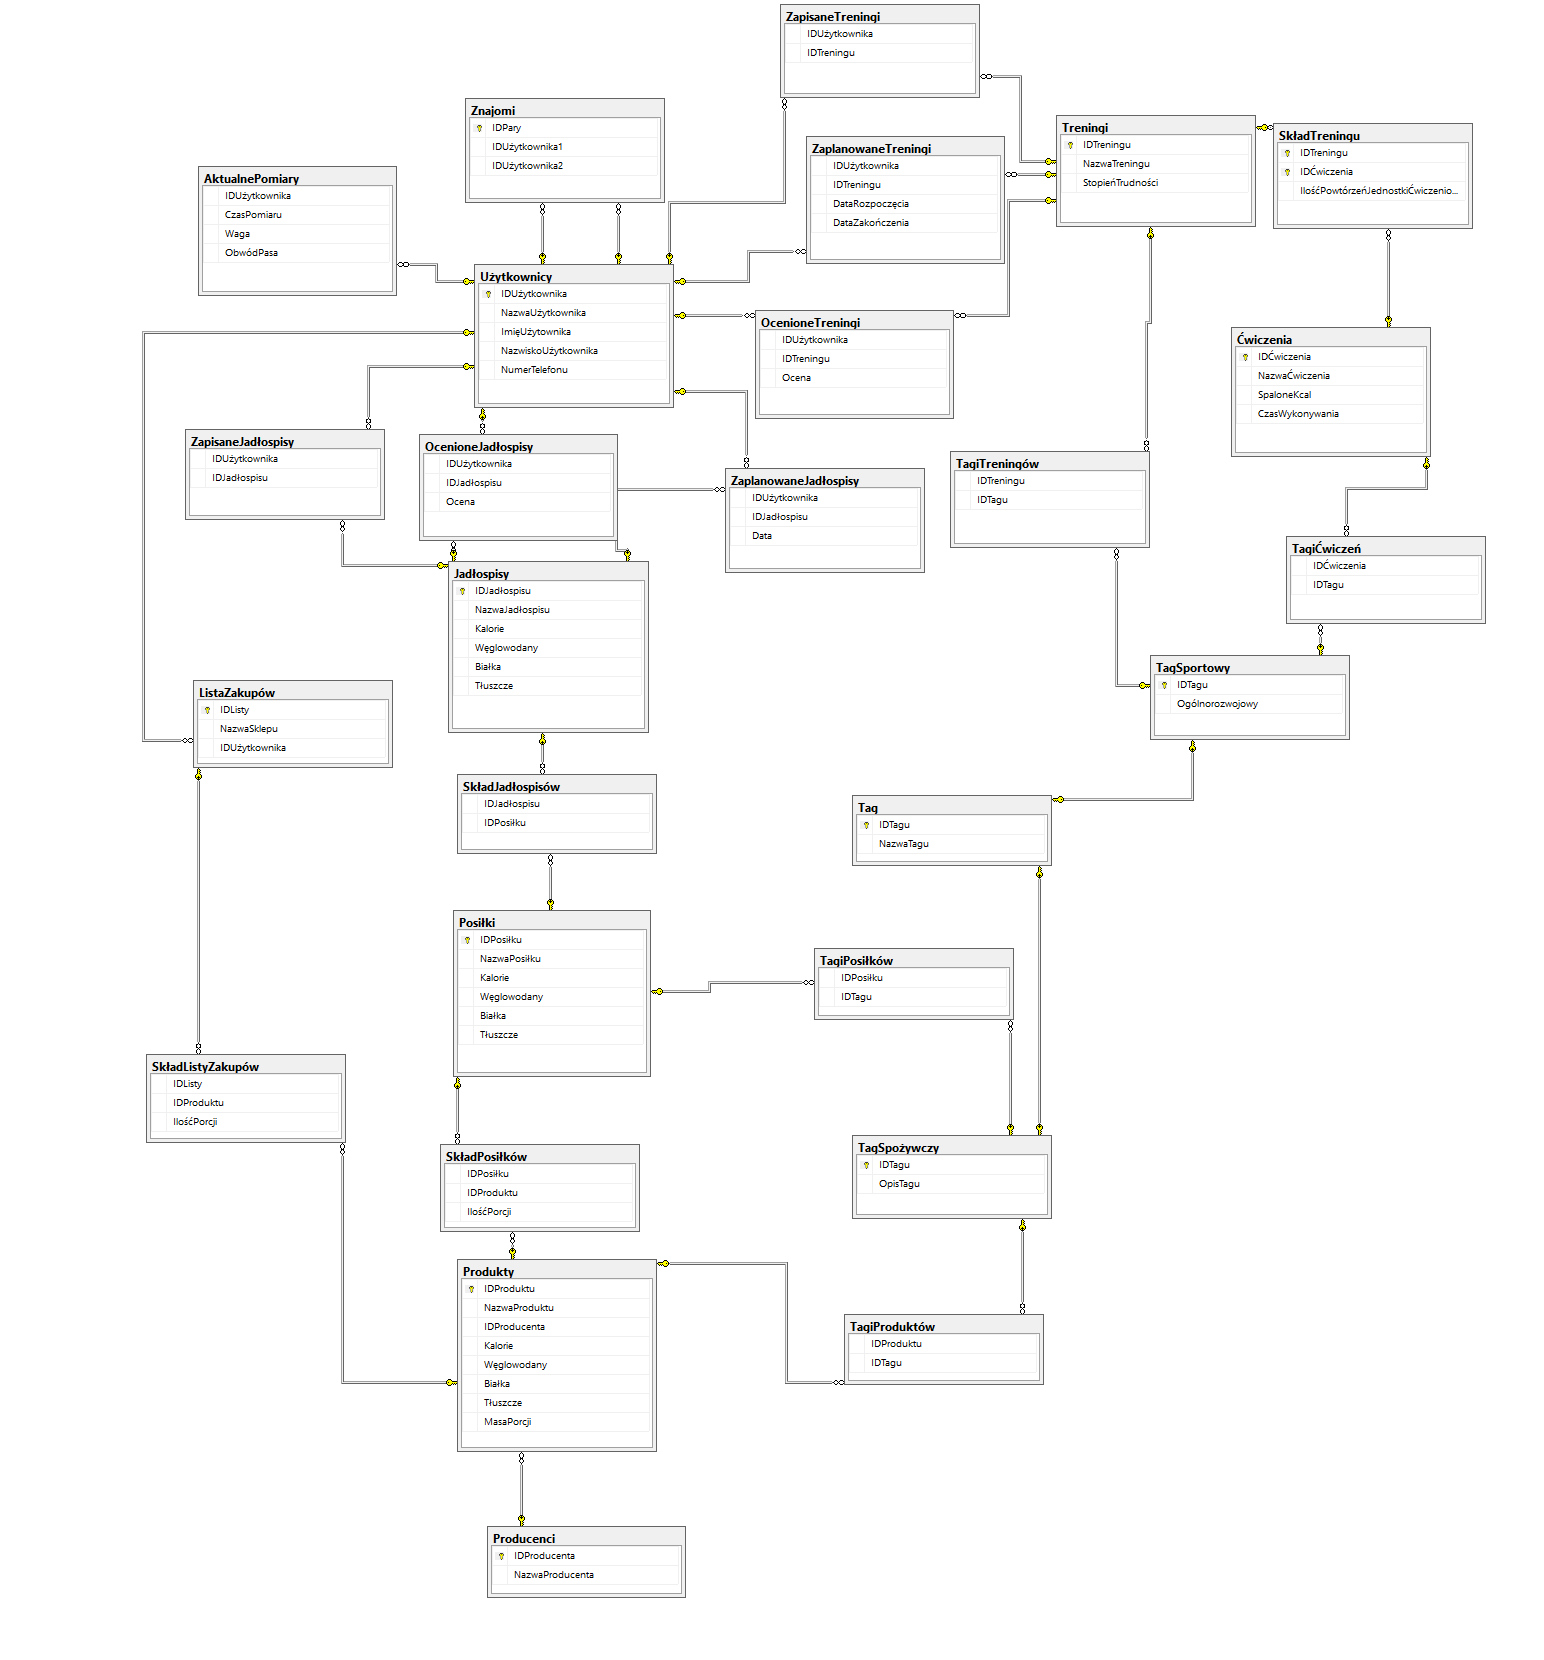 ZapisaneTreningi
IDUżytkownika
IDTreningu
Znajomi
IDPary
IDUżytkownika1
IDUżytkownika2
Treningi
IDTreningu
NazwaTreningu
StopieńTrudności
SkładTreningu
IDTreningu
IDĆwiczenia
IlośćPowtórzeńJednostkiĆwiczenio...
ZaplanowaneTreningi
IDUżytkownika
IDTreningu
DataRozpoczęcia
DataZakończenia
AktualnePomiary
IDUżytkownika
CzasPomiaru
Waga
ObwódPasa
Użytkownicy
IDUżytkownika
NazwaUżytkownika
ImięUżytownika
NazwiskoUżytkownika
NumerTelefonu
OcenioneTreningi
IDUżytkownika
IDTreningu
Ocena
Ćwiczenia
IDĆwiczenia
NazwaĆwiczenia
SpaloneKcal
CzasWykonywania
ZapisaneJadłospisy
IDUżytkownika
IDJadłospisu
OcenioneJadłospisy
IDUżytkownika
IDJadłospisu
Ocena
ZaplanowaneJadłospisy
IDUżytkownika
IDJadłospisu
Data
TagiTreningów
IDTreningu
IDTagu
TagiĆwiczeń
IDĆwiczenia
IDTagu
Jadłospisy
IDJadłospisu
NazwaJadłospisu
Kalorie
Węglowodany
Białka
Tłuszcze
TagSportowy
IDTagu
Ogólnorozwojowy
ListaZakupów
IDListy
NazwaSklepu
IDUżytkownika
SkładJadłospisów
IDJadłospisu
IDPosiłku
Tag
IDTagu
NazwaTagu
Posiłki
IDPosiłku
NazwaPosiłku
Kalorie
Węglowodany
Białka
Tłuszcze
TagiPosiłków
IDPosiłku
IDTagu
SkładListyZakupów
IDListy
IDProduktu
IlośćPorcji
SkładPosiłków
IDPosiłku
IDProduktu
IlośćPorcji
TagSpożywczy
IDTagu
OpisTagu
Produkty
IDProduktu
NazwaProduktu
IDProducenta
Kalorie
Węglowodany
Białka
Tłuszcze
MasaPorcji
TagiProduktów
IDProduktu
IDTagu
Producenci
IDProducenta
NazwaProducenta